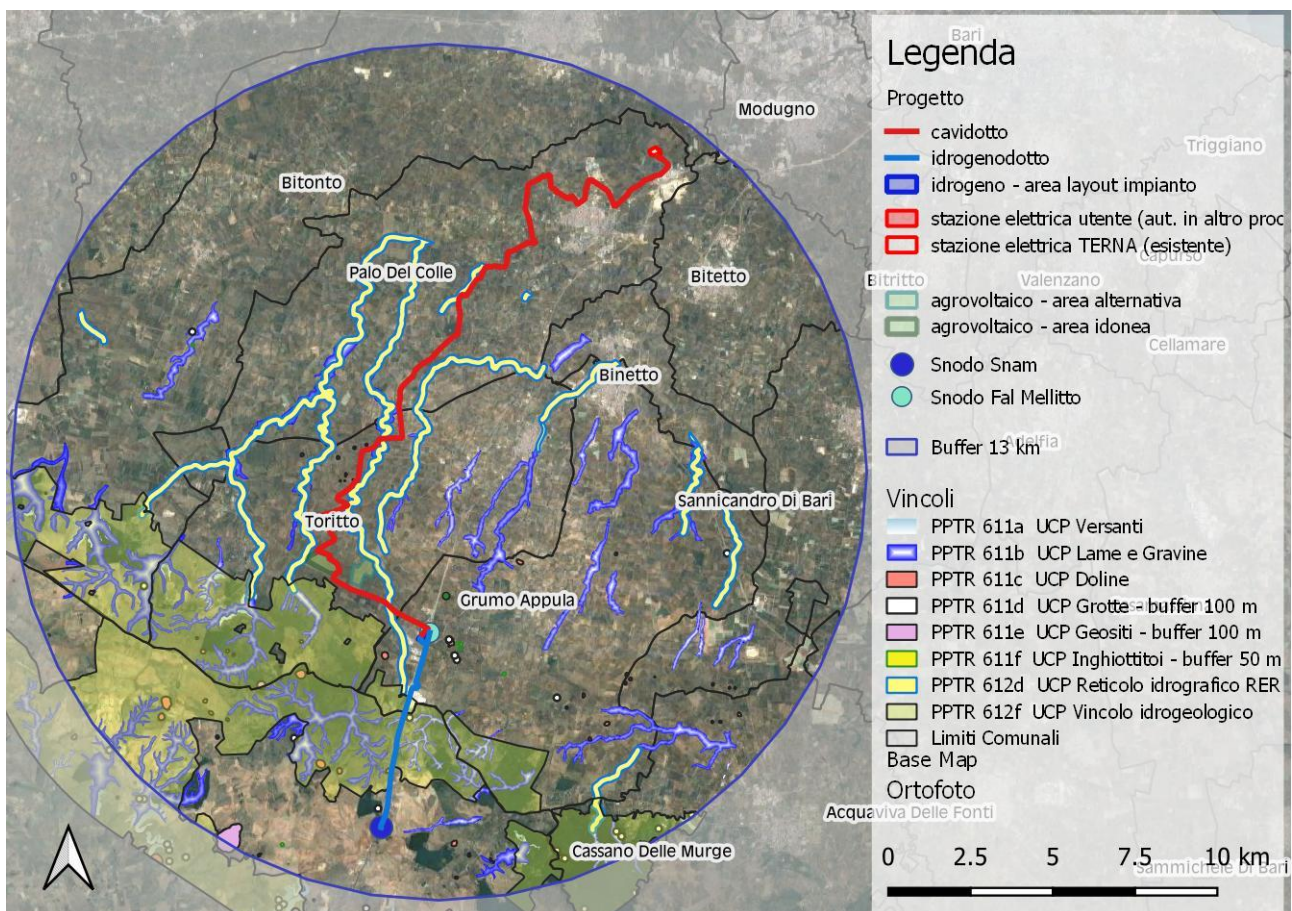 Bari
Legenda
Modugno
Progetto
cavidotto
Triggiano
idrogenodotto
Bitonto
idrogeno - area layout impianto
stazione elettrica utente (aut. in altro proc
stazione elettrica TERNA (esistente)
Capurso
Palo Del Colle
Bitetto
Bitritto
Valenzano
agrovoltaico - area alternativa
agrovoltaico - area idonea
Cellamare
Snodo Snam
Binetto
Snodo Fal Mellitto
Adelfia
Buffer 13 km
Sannicandro Di Bari
Vincoli
Toritto
PPTR 611a UCP Versanti
PPTR 611b UCP Lame e Gravine
PPTR 611c UCP Doline
Grumo Appula
PPTR 611d UCP Grotte - buffer 100 m
PPTR 611e UCP Geositi - buffer 100 m
PPTR 611f UCP Inghiottitoi - buffer 50 m
PPTR 612d UCP Reticolo idrografico RER
PPTR 612f UCP Vincolo idrogeologico
Limiti Comunali
Base Map
Ortofoto
Acquaviva Delle Fonti
Cassano Delle Murge
0 2.5 5 7.5 10 km
Sammichele Di Bari